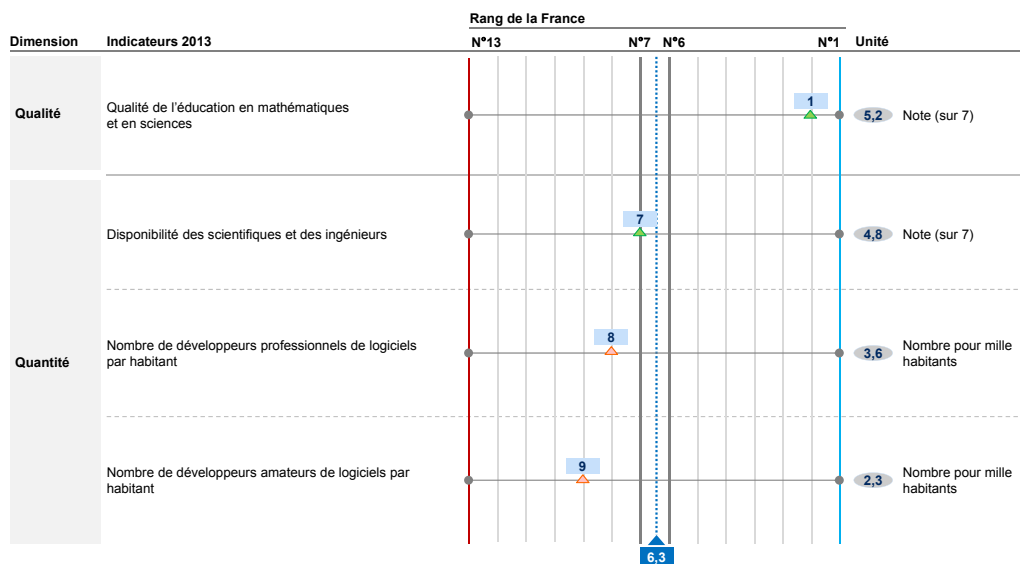 Rang de la France
Dimension Indicateurs 2013 N°13 N°7 N°6 N°1 Unité
Qualité
Qualité de l'éducation en mathématiques
et en sciences
1
5,2 Note (sur 7)
Quantité
Disponibilité des scientifiques et des ingénieurs
7
4,8 Note (sur 7)
Nombre de développeurs professionnels de logiciels
par habitant
8
3,6 Nombre pour mille
habitants
Nombre de développeurs amateurs de logiciels par
habitant
9
2,3 Nombre pour mille
habitants
6,3